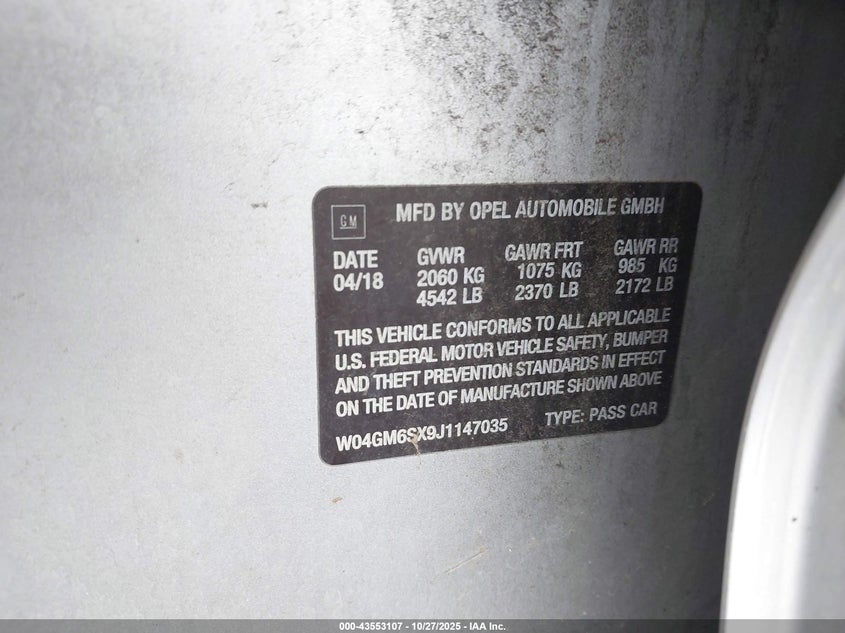 GM
MFD BY OPEL AUTOMOBILE GMBH
DATE GVWR GAWR FRT GAWR RR
04/18 2060 KG 1075 KG 985 KG
4542 LB 2370 LB 2172 LB
THIS VEHICLE CONFORMS TO ALL APPLICABLE
U.S. FEDERAL MOTOR VEHICLE SAFETY, BUMPER
AND THEFT PREVENTION STANDARDS IN EFFECT
ON THE DATE OF MANUFACTURE SHOWN ABOVE
W04GM6SX9J1147035 TYPE: PASS CAR
000-43553107 - 10/27/2025 - IAA Inc.